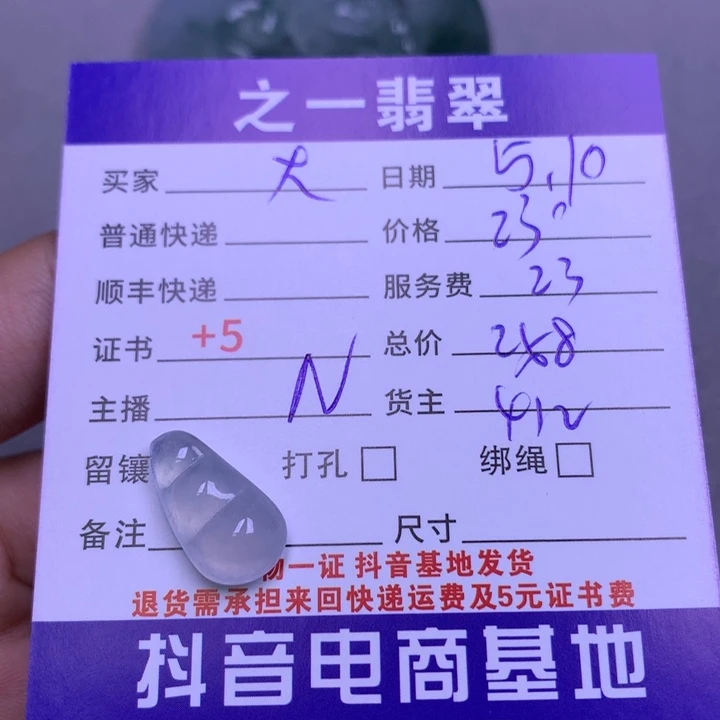 之一翡翠
买家 大 日期 5.10
普通快递 价格 230
顺丰快递 服务费 23
证书 +5 总价 258
主播 N 货主 412
留镶 打孔 绑绳
备注 尺寸
物一证 抖音基地发货
退货需承担来回快递运费及5元证书费
抖音电商基地